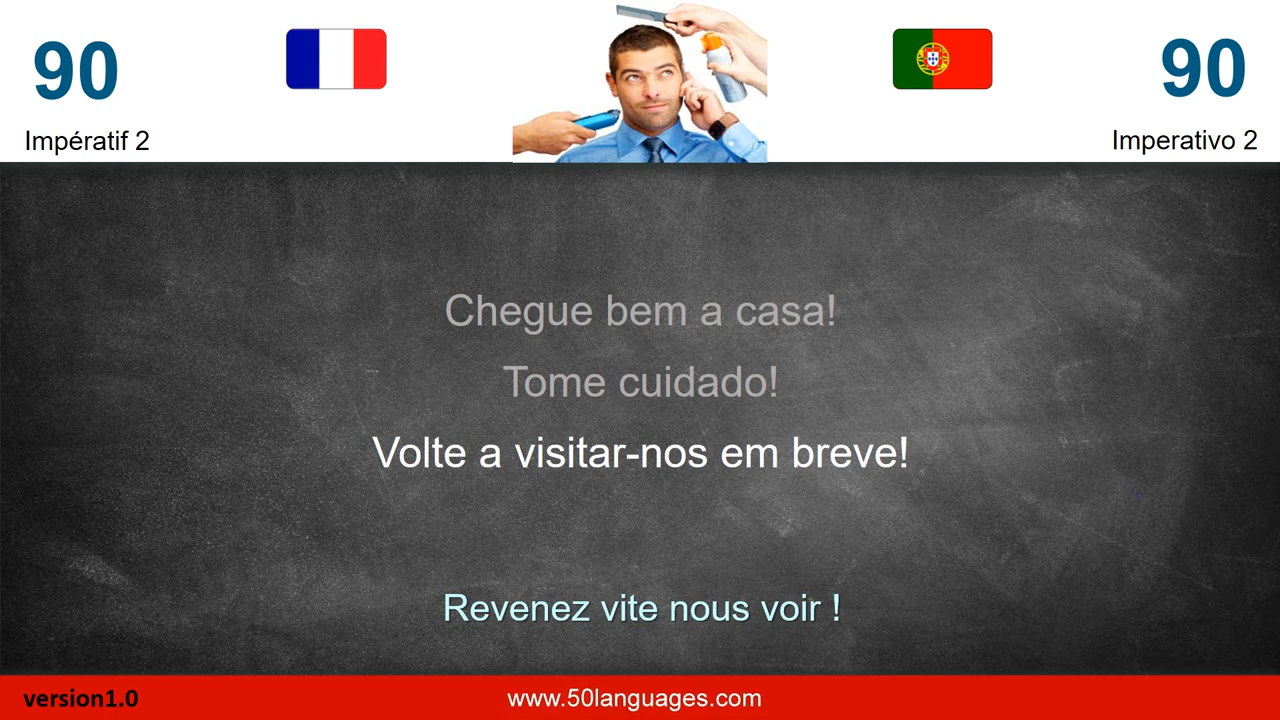 90
90
Impératif 2
Imperativo 2
Chegue bem a casa!
Tome cuidado!
Volte a visitar-nos em breve!
Revenez vite nous voir !
version1.0
www.50languages.com